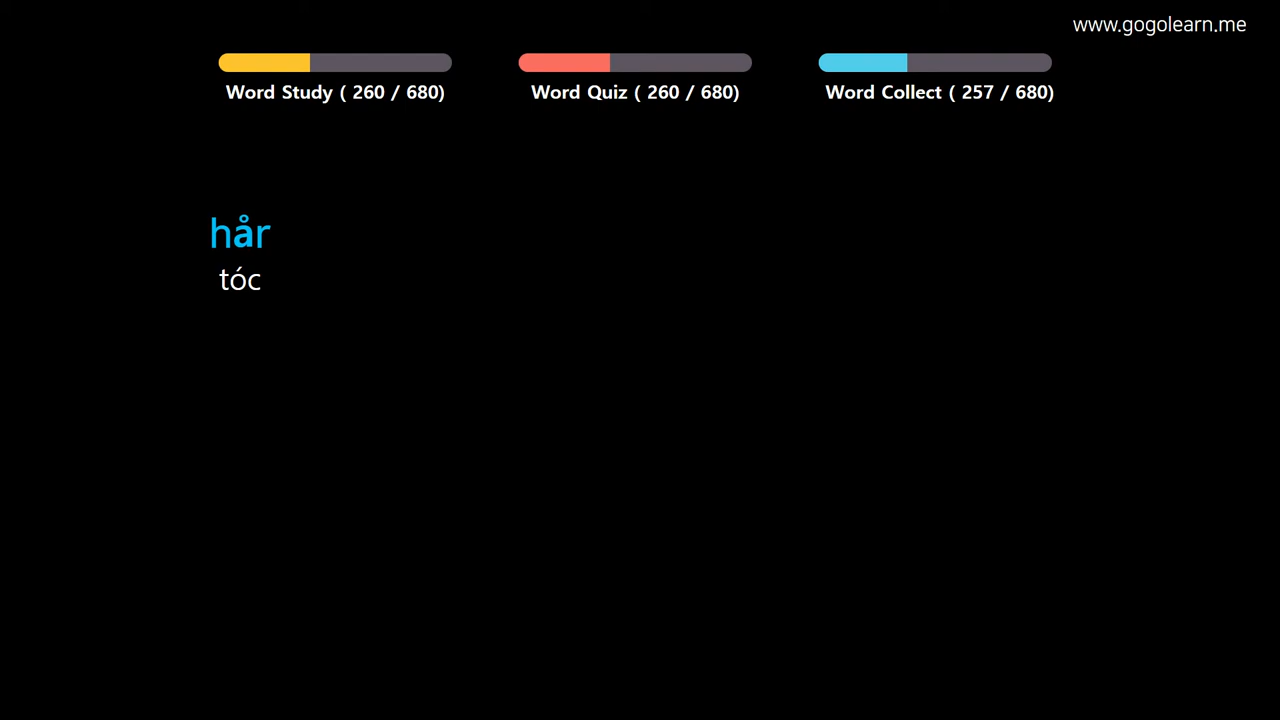 www.gogolearn.me
Word Study ( 260 / 680)
Word Quiz ( 260 / 680)
Word Collect ( 257 / 680)
hår
tóc